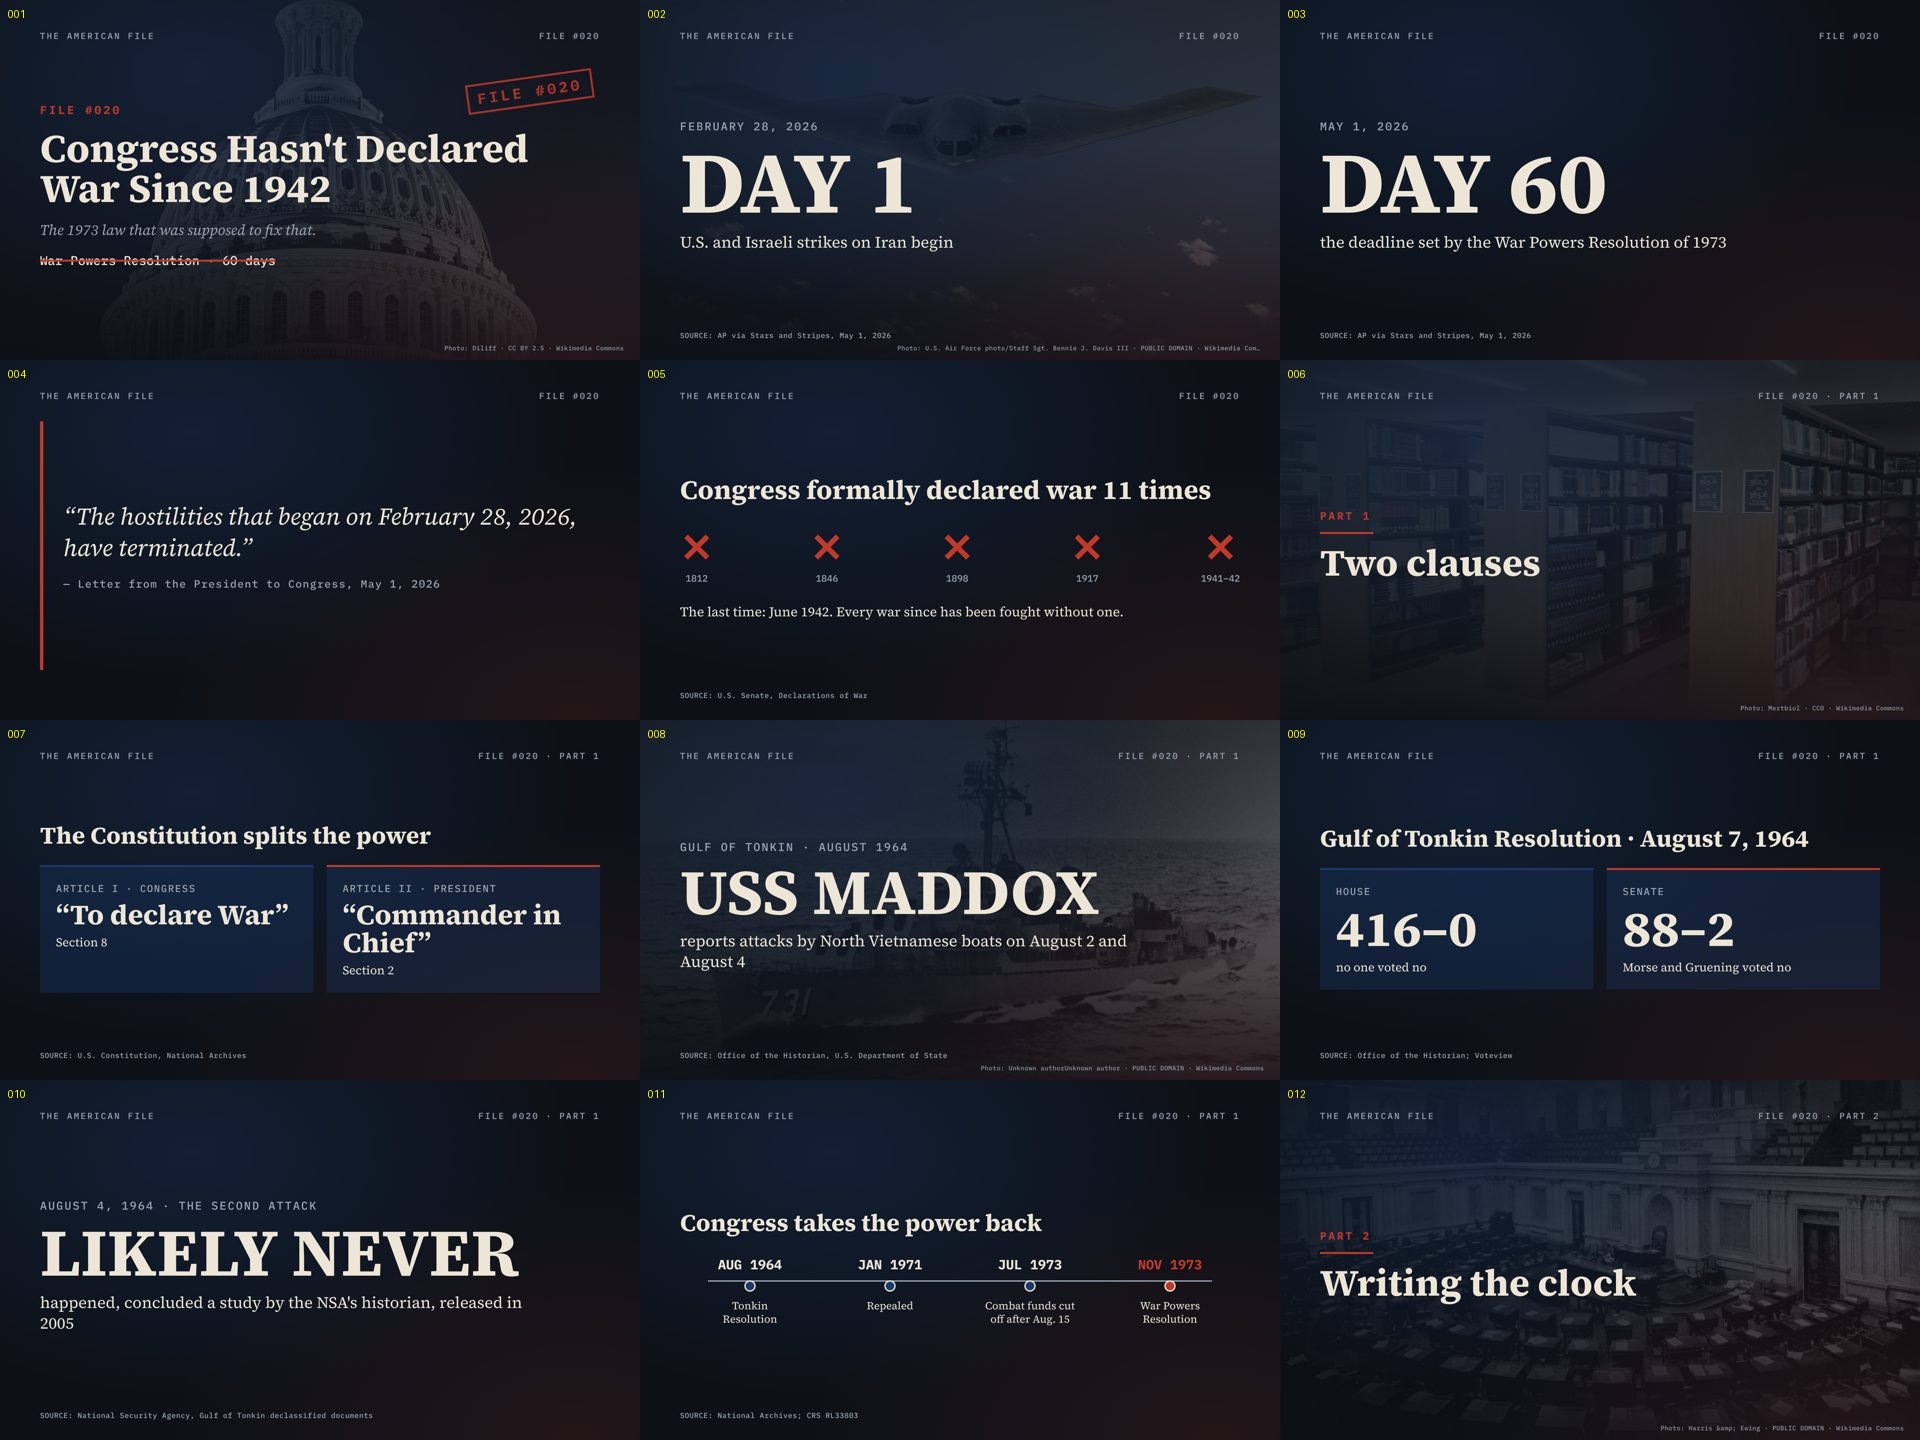 001
THE AMERICAN FILE
FILE #020
FILE #020
FILE #020
Congress Hasn't Declared
War Since 1942
The 1973 law that was supposed to fix that.
War Powers Resolution · 60 days
Photo: Diliff · CC BY 2.5 · Wikimedia Commons
002
THE AMERICAN FILE
FILE #020
FEBRUARY 28, 2026
DAY 1
U.S. and Israeli strikes on Iran begin
SOURCE: AP via Stars and Stripes, May 1, 2026
Photo: U.S. Air Force photo/Staff Sgt. Bennie J. Davis III · PUBLIC DOMAIN · Wikimedia Com…
003
THE AMERICAN FILE
FILE #020
MAY 1, 2026
DAY 60
the deadline set by the War Powers Resolution of 1973
SOURCE: AP via Stars and Stripes, May 1, 2026
004
THE AMERICAN FILE
FILE #020
“The hostilities that began on February 28, 2026,
have terminated.”
— Letter from the President to Congress, May 1, 2026
005
THE AMERICAN FILE
FILE #020
Congress formally declared war 11 times
1812 1846 1898 1917 1941–42
The last time: June 1942. Every war since has been fought without one.
SOURCE: U.S. Senate, Declarations of War
006
THE AMERICAN FILE
FILE #020 · PART 1
PART 1
Two clauses
Photo: Mertbiol · CC0 · Wikimedia Commons
007
THE AMERICAN FILE
FILE #020 · PART 1
The Constitution splits the power
ARTICLE I · CONGRESS
“To declare War”
Section 8
ARTICLE II · PRESIDENT
“Commander in
Chief”
Section 2
SOURCE: U.S. Constitution, National Archives
008
THE AMERICAN FILE
FILE #020 · PART 1
GULF OF TONKIN · AUGUST 1964
USS MADDOX
reports attacks by North Vietnamese boats on August 2 and
August 4
731
SOURCE: Office of the Historian, U.S. Department of State
Photo: Unknown authorUnknown author · PUBLIC DOMAIN · Wikimedia Commons
009
THE AMERICAN FILE
FILE #020 · PART 1
Gulf of Tonkin Resolution · August 7, 1964
HOUSE
416–0
no one voted no
SENATE
88–2
Morse and Gruening voted no
SOURCE: Office of the Historian; Voteview
010
THE AMERICAN FILE
FILE #020 · PART 1
AUGUST 4, 1964 · THE SECOND ATTACK
LIKELY NEVER
happened, concluded a study by the NSA's historian, released in
2005
SOURCE: National Security Agency, Gulf of Tonkin declassified documents
011
THE AMERICAN FILE
FILE #020 · PART 1
Congress takes the power back
AUG 1964
Tonkin
Resolution
JAN 1971
Repealed
JUL 1973
Combat funds cut
off after Aug. 15
NOV 1973
War Powers
Resolution
SOURCE: National Archives; CRS RL33803
012
THE AMERICAN FILE
FILE #020 · PART 2
PART 2
Writing the clock
Photo: Harris &amp; Ewing · PUBLIC DOMAIN · Wikimedia Commons